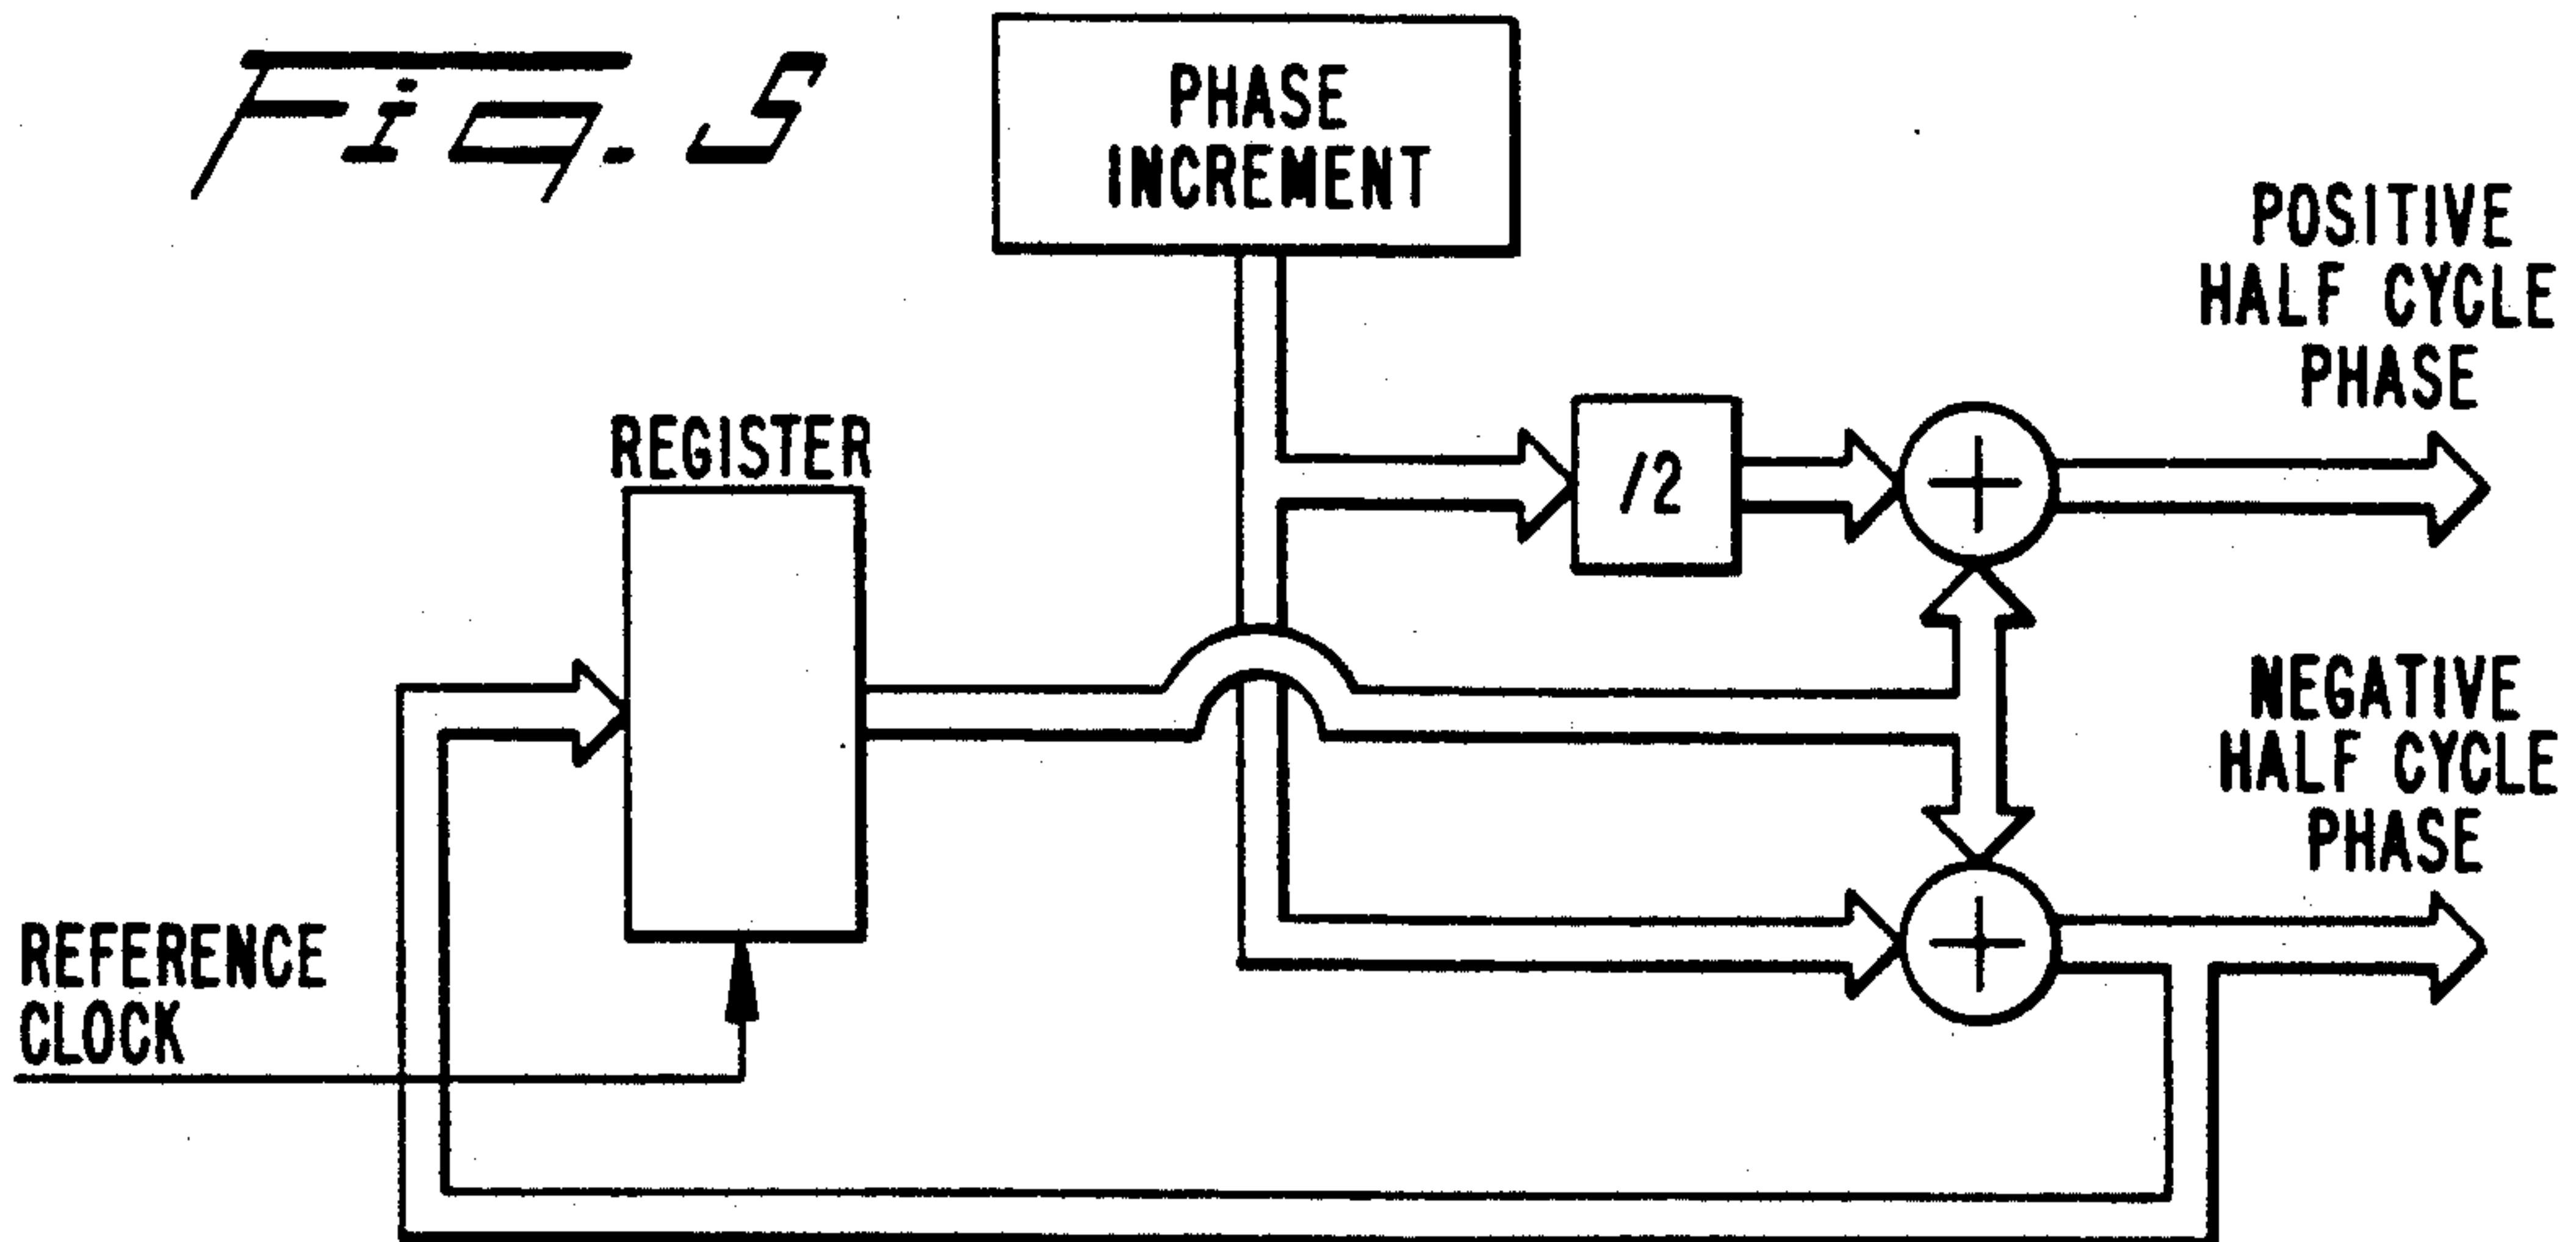 Fig. 5
PHASE
INCREMENT
POSITIVE
HALF CYCLE
PHASE
REGISTER
/2
+
NEGATIVE
HALF CYCLE
PHASE
+
REFERENCE
CLOCK